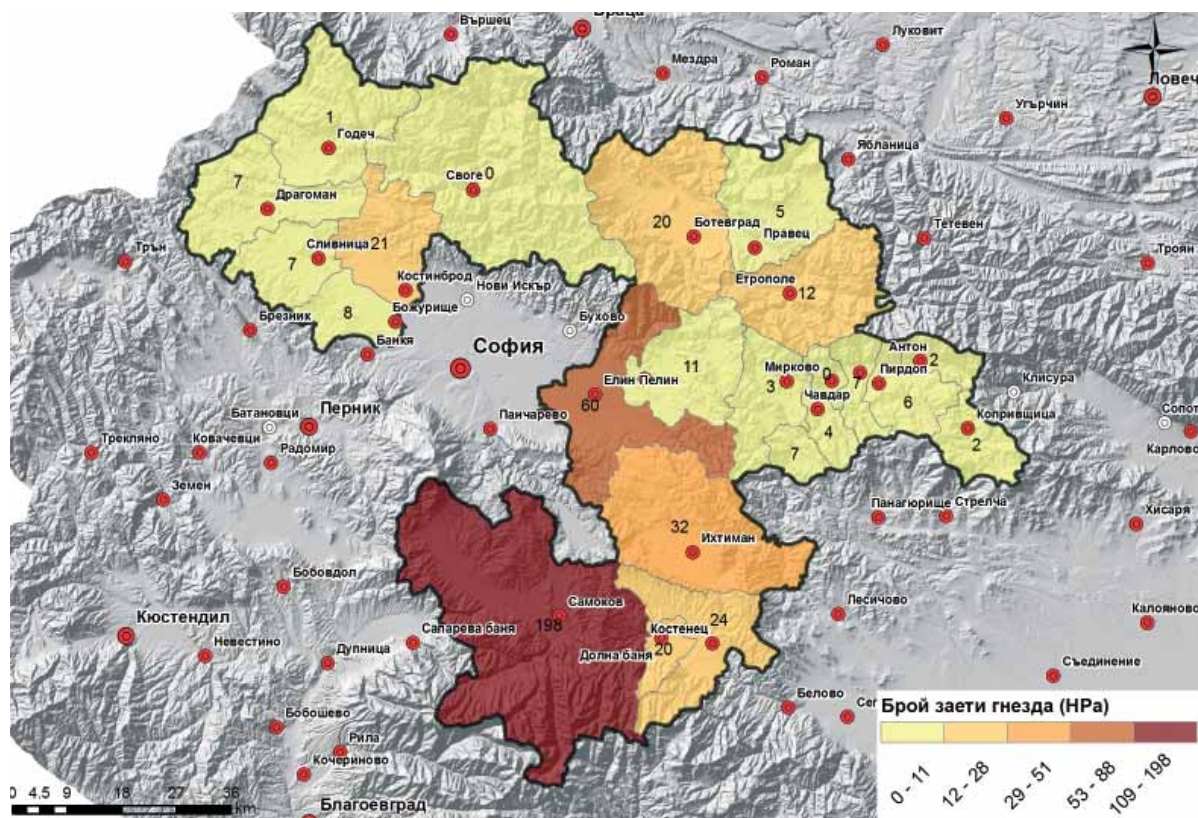 Враца
Вършец
Луковит
Мездра
Роман
Ловеч
Угърчин
1
Годеч
Ябланица
7
Своге
0
Драгоман
5
20
Ботевград
Правец
Тетевен
Сливница
21
Трън
Троян
7
Костинброд
Нови Искър
Етрополе
12
8
Божурище
Бухово
Брезник
Банкя
София
11
Антон
2
Мирково
0
7
Пирдоп
Клисура
Елин Пелин
3
60
Чавдар
6
Копривщица
Батановци
Перник
Панчарево
4
Сопот
Карлово
Трекляно
Ковачевци
Радомир
7
2
Земен
Панагюрище
Стрелча
Хисаря
32
Ихтиман
Бобовдол
Самоков
Лесичово
Калояново
Кюстендил
198
24
Сапарева баня
Костенец
Невестино
Дупница
Долна баня
20
Съединение
Белово
Сеп
Брой заети гнезда (HPa)
Бобошево
Рила
Кочериново
0 - 11
12 - 28
29 - 51
53 - 88
109 - 198
0 4.5 9 18 27 36
км
Благоевград